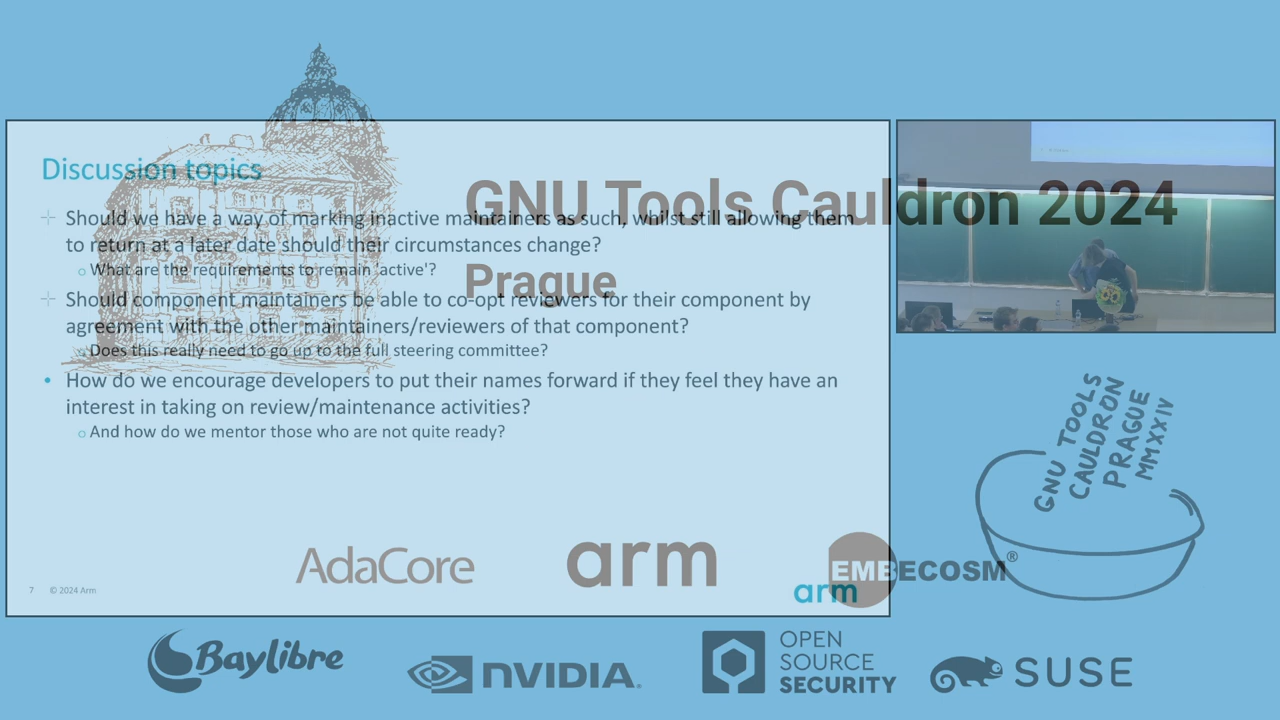 GNU Tools Cauldron 2024
Prague
Discussion topics
Should we have a way of marking inactive maintainers as such, whilst still allowing them
to return at a later date should their circumstances change?
What are the requirements to remain 'active'?
Should component maintainers be able to co-opt reviewers for their component by
agreement with the other maintainers/reviewers of that component?
Does this really need to go up to the full steering committee?
How do we encourage developers to put their names forward if they feel they have an
interest in taking on review/maintenance activities?
And how do we mentor those who are not quite ready?
7 © 2024 Arm
arm
GNU TOOLS
CAULDRON
PRAGUE
MMXXIV
AdaCore
arm
EMBECOSM®
Baylibre
NVIDIA.
OPEN
SOURCE
SECURITY
SUSE